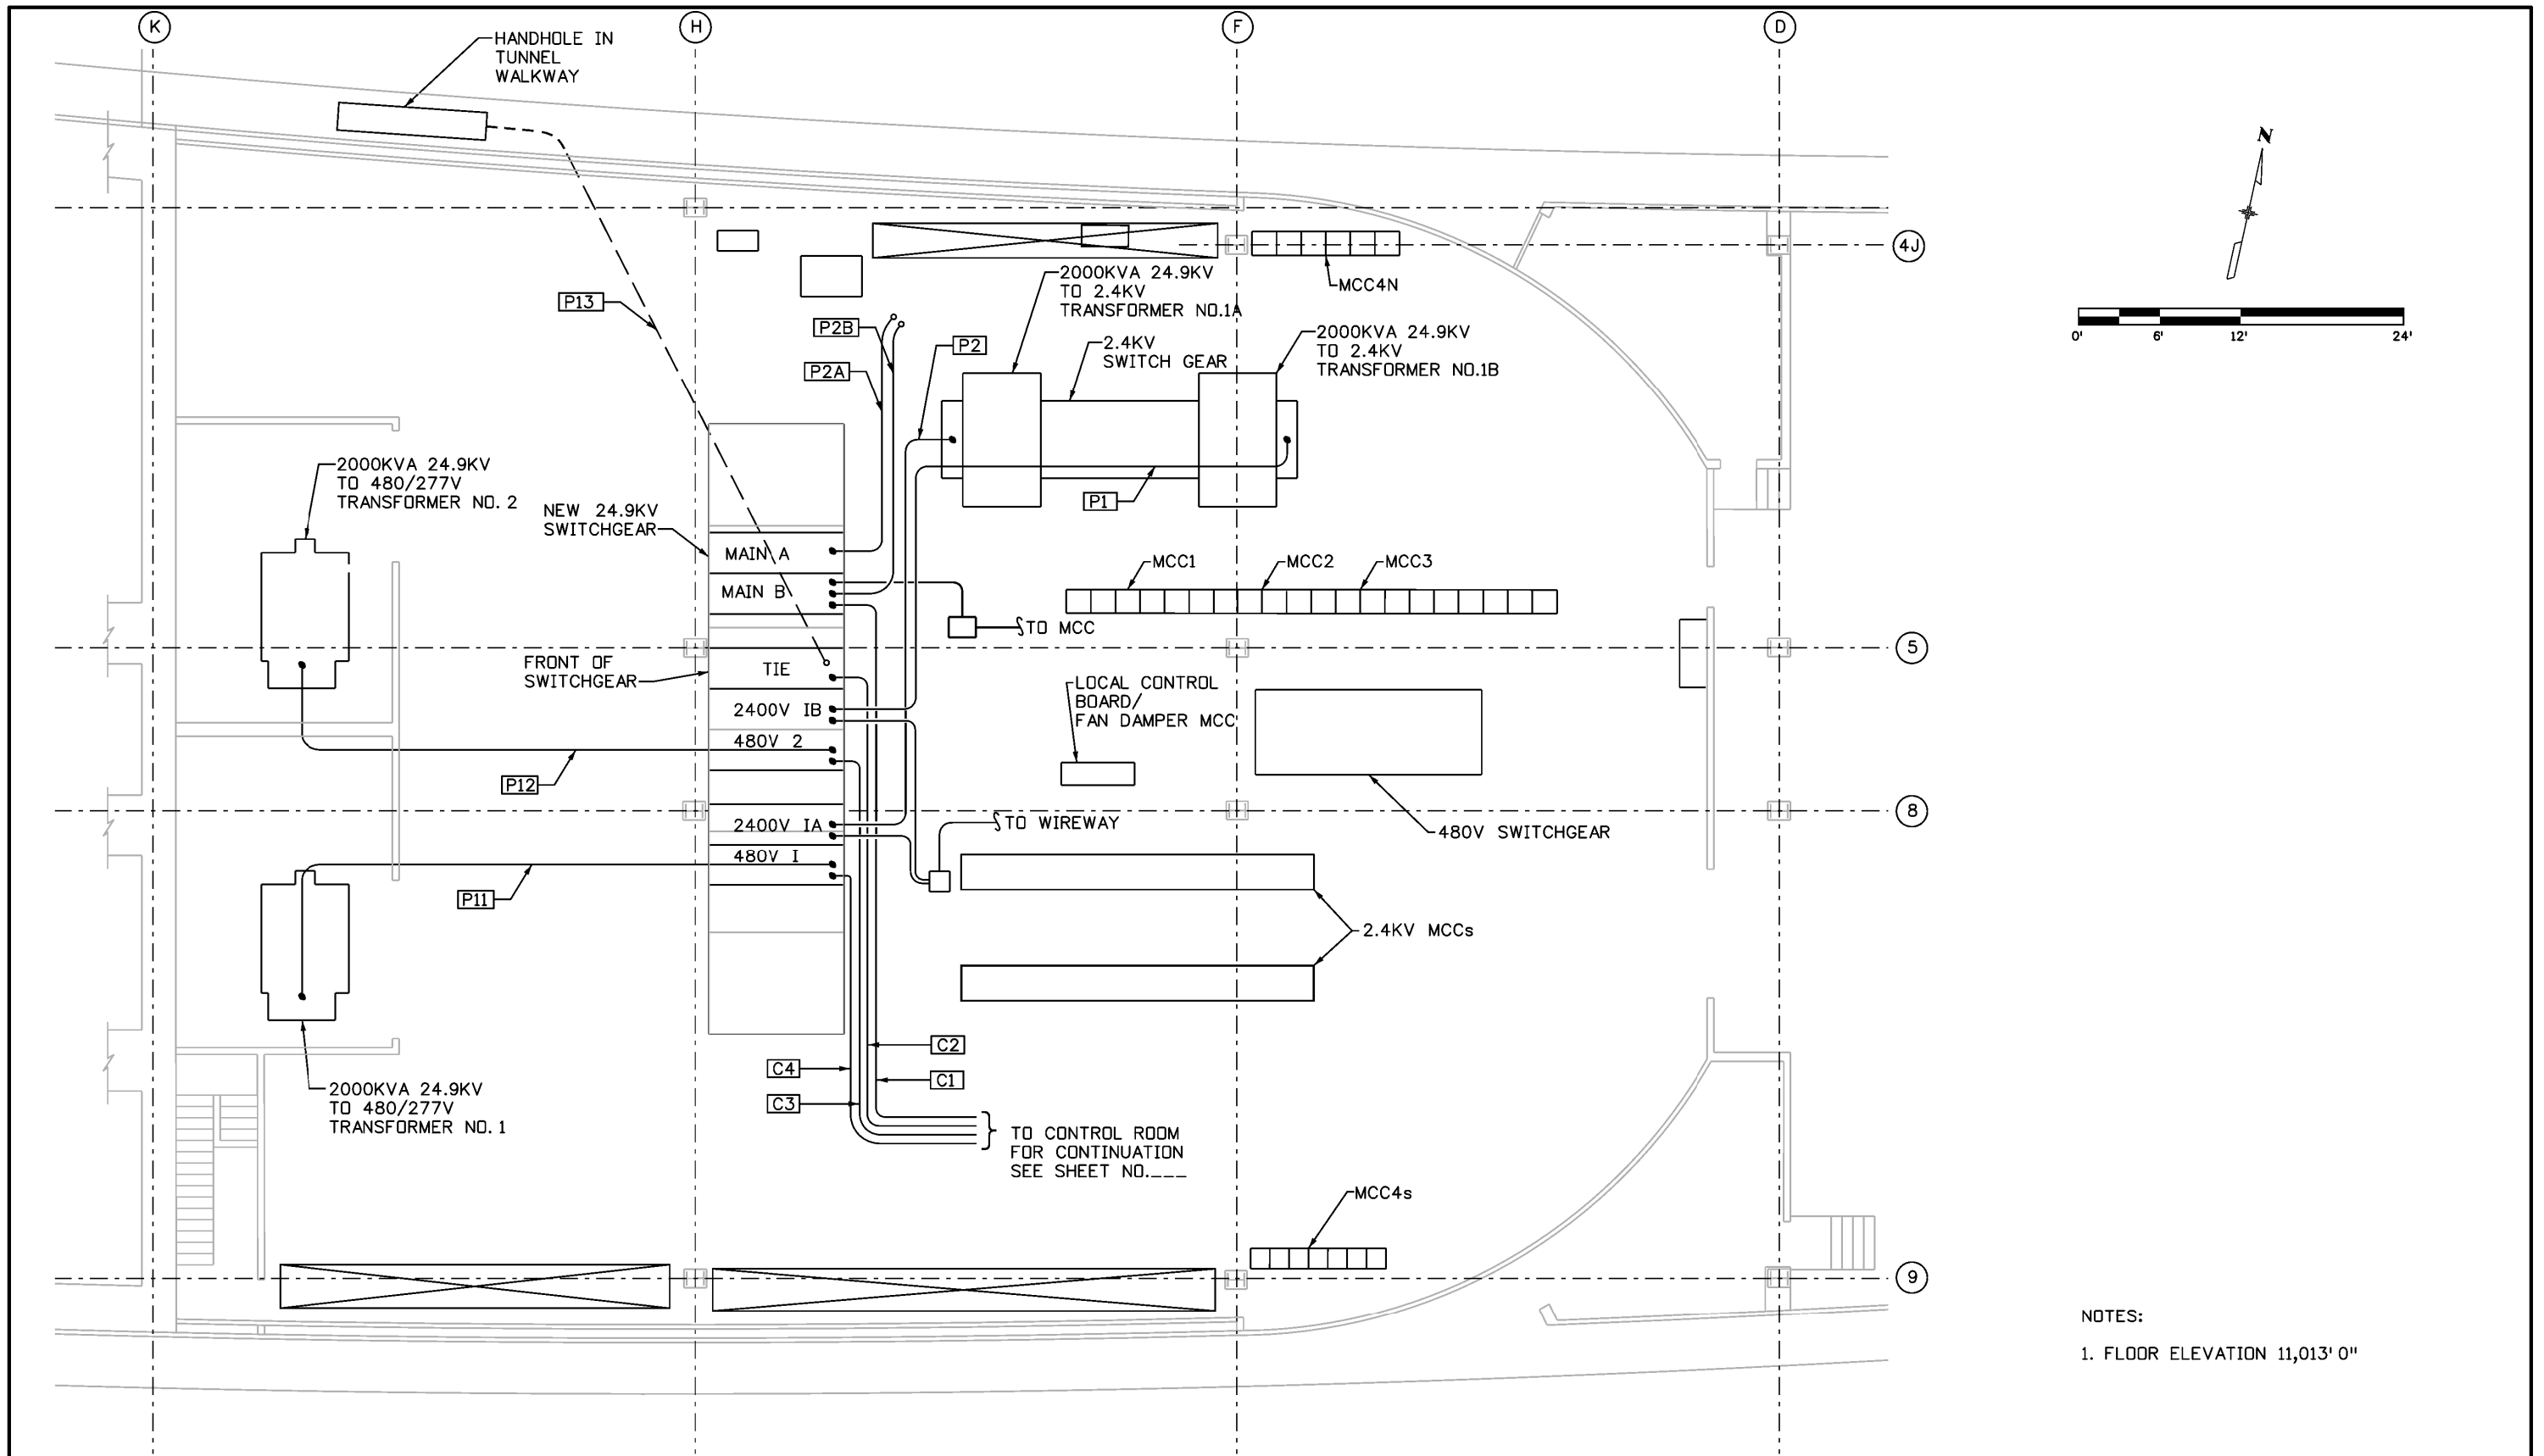 K
H
F
D
HANDHOLE IN
TUNNEL
WALKWAY
N
4J
2000KVA 24.9KV
TO 2.4KV
TRANSFORMER NO.1A
MCC4N
P13
P2B
P2
2.4KV
SWITCH GEAR
2000KVA 24.9KV
TO 2.4KV
TRANSFORMER NO.1B
0' 6' 12' 24'
P2A
2000KVA 24.9KV
TO 480/277V
TRANSFORMER NO. 2
P1
NEW 24.9KV
SWITCHGEAR
MAIN A
MCC1
MCC2
MCC3
MAIN B
TO MCC
5
FRONT OF
SWITCHGEAR
TIE
LOCAL CONTROL
BOARD/
FAN DAMPER MCC
2400V IB
480V 2
P12
8
2400V IA
TO WIREWAY
480V SWITCHGEAR
480V I
P11
2.4KV MCCs
C2
C4
C1
C3
2000KVA 24.9KV
TO 480/277V
TRANSFORMER NO. 1
TO CONTROL ROOM
FOR CONTINUATION
SEE SHEET NO.___
MCC4s
9
NOTES:
1. FLOOR ELEVATION 11,013' 0"